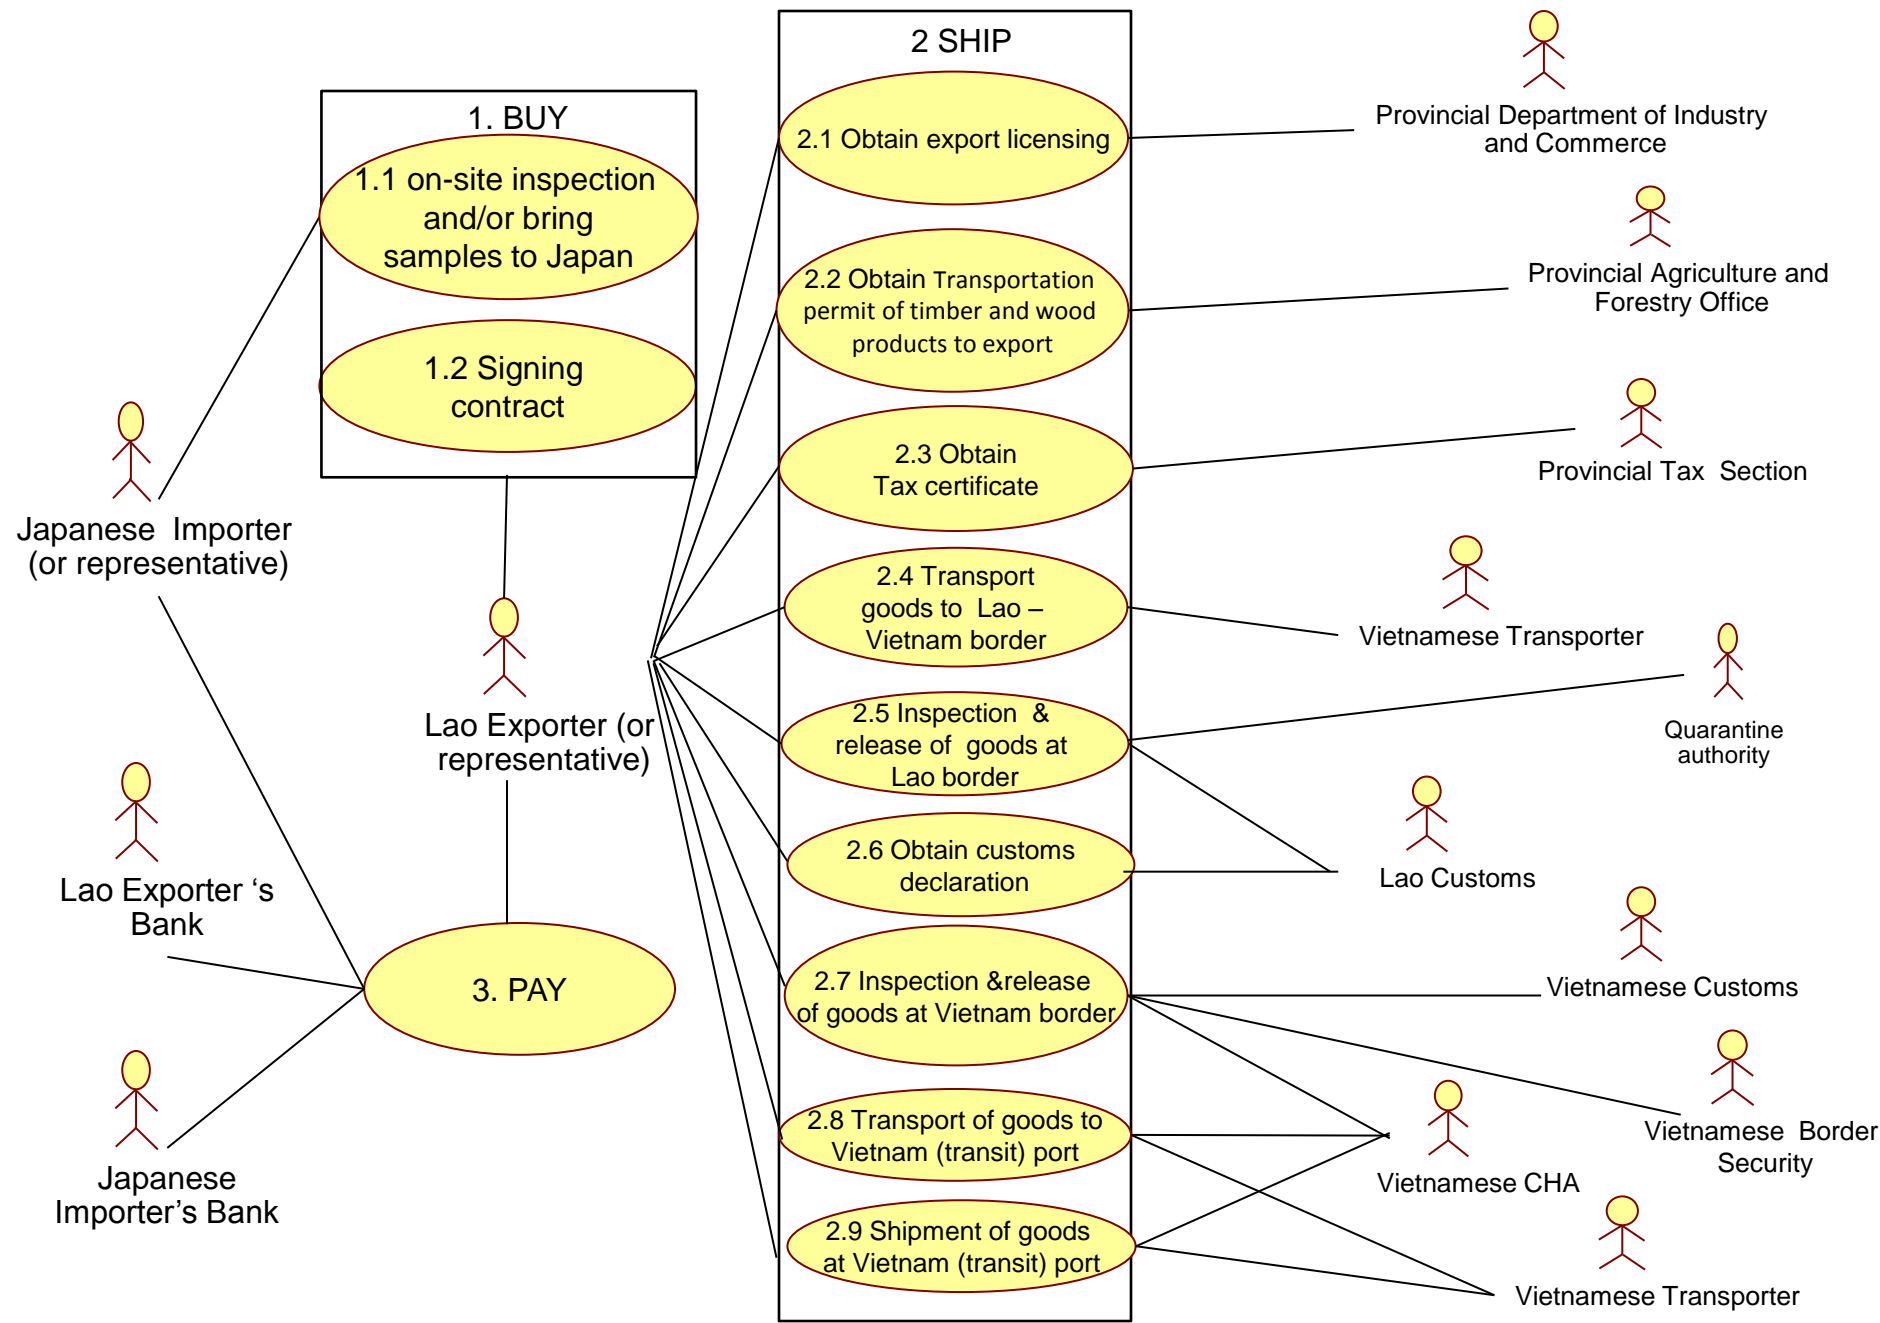 1. BUY
1.1 on-site inspection
and/or bring
samples to Japan
1.2 Signing
contract
Japanese  Importer
(or representative)
Lao Exporter (or
representative)
Lao Exporter ‘s
Bank
3. PAY
Japanese
Importer’s Bank
2 SHIP
2.1 Obtain export licensing
2.2 Obtain Transportation
permit of timber and wood
products to export
2.3 Obtain
Tax certificate
2.4 Transport
goods to  Lao –
Vietnam border
2.5 Inspection  &
release of  goods at
Lao border
2.6 Obtain customs
declaration
2.7 Inspection &release
of goods at Vietnam border
2.8 Transport of goods to
Vietnam (transit) port
2.9 Shipment of goods
at Vietnam (transit) port
Provincial Department of Industry
and Commerce
Provincial Agriculture and
Forestry Office
Provincial Tax  Section
Vietnamese Transporter
Quarantine
authority
Lao Customs
Vietnamese Customs
Vietnamese  Border
Security
Vietnamese CHA
Vietnamese Transporter